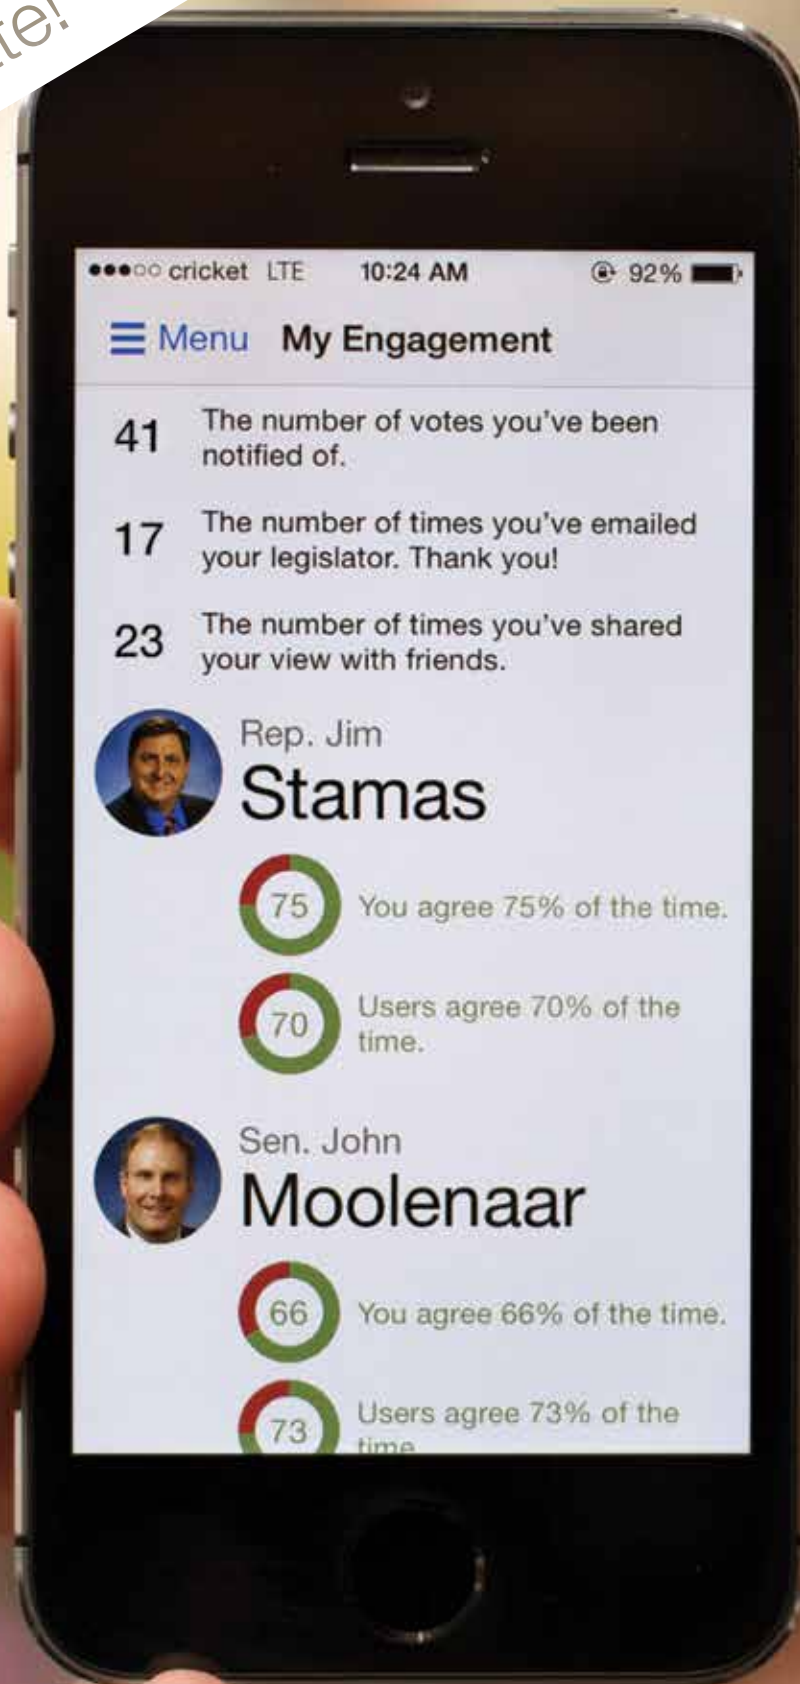 cricket LTE 10:24 AM 92%
Menu My Engagement
41 The number of votes you've been
notified of.
17 The number of times you've emailed
your legislator. Thank you!
23 The number of times you've shared
your view with friends.
Rep. Jim
Stamas
75 You agree 75% of the time.
70 Users agree 70% of the
time.
Sen. John
Moolenaar
66 You agree 66% of the time.
73 Users agree 73% of the
time